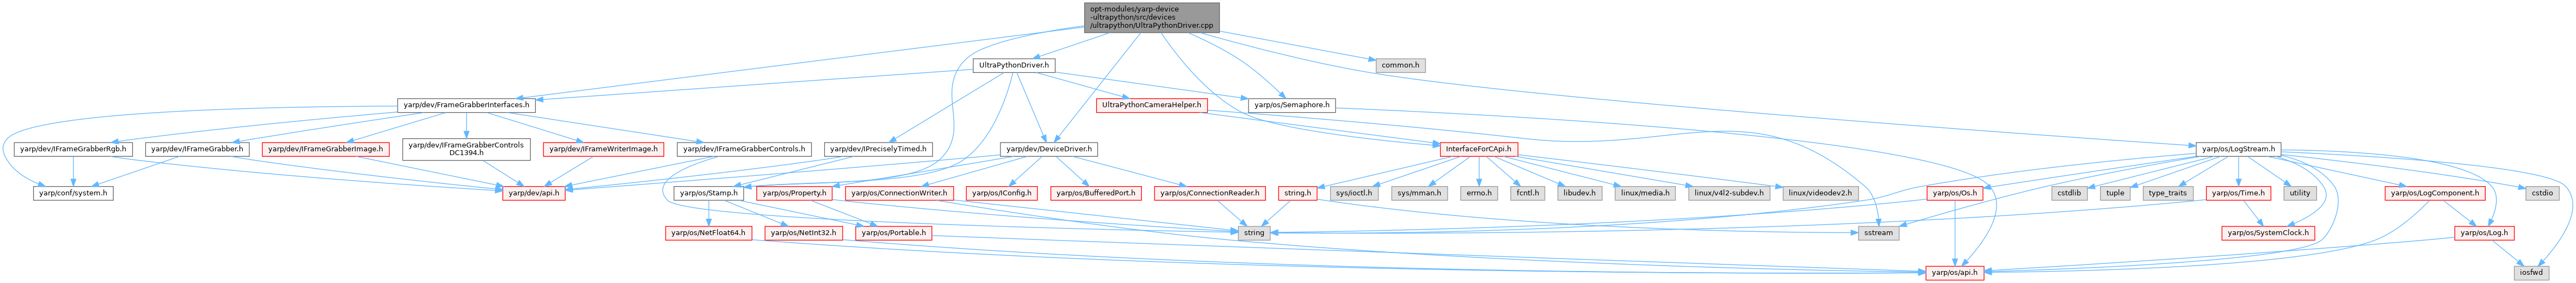 opt-modules/yarp-device
-ultrapython/src/devices
/ultrapython/UltraPythonDriver.cpp
UltraPythonDriver.h
common.h
yarp/dev/FrameGrabberInterfaces.h
UltraPythonCameraHelper.h
yarp/os/Semaphore.h
yarp/dev/IFrameGrabberRgb.h
yarp/dev/IFrameGrabber.h
yarp/dev/IFrameGrabberImage.h
yarp/dev/IFrameGrabberControls
DC1394.h
yarp/dev/IFrameWriterImage.h
yarp/dev/IFrameGrabberControls.h
yarp/dev/IPreciselyTimed.h
yarp/dev/DeviceDriver.h
InterfaceForCApi.h
yarp/os/LogStream.h
yarp/conf/system.h
yarp/dev/api.h
yarp/os/Stamp.h
yarp/os/Property.h
yarp/os/ConnectionWriter.h
yarp/os/IConfig.h
yarp/os/BufferedPort.h
yarp/os/ConnectionReader.h
string.h
sys/ioctl.h
sys/mman.h
errno.h
fcntl.h
libudev.h
linux/media.h
linux/v4l2-subdev.h
linux/videodev2.h
yarp/os/Os.h
cstdlib
tuple
type_traits
yarp/os/Time.h
utility
yarp/os/LogComponent.h
cstdio
yarp/os/NetFloat64.h
yarp/os/NetInt32.h
yarp/os/Portable.h
string
sstream
yarp/os/SystemClock.h
yarp/os/Log.h
yarp/os/api.h
iosfwd